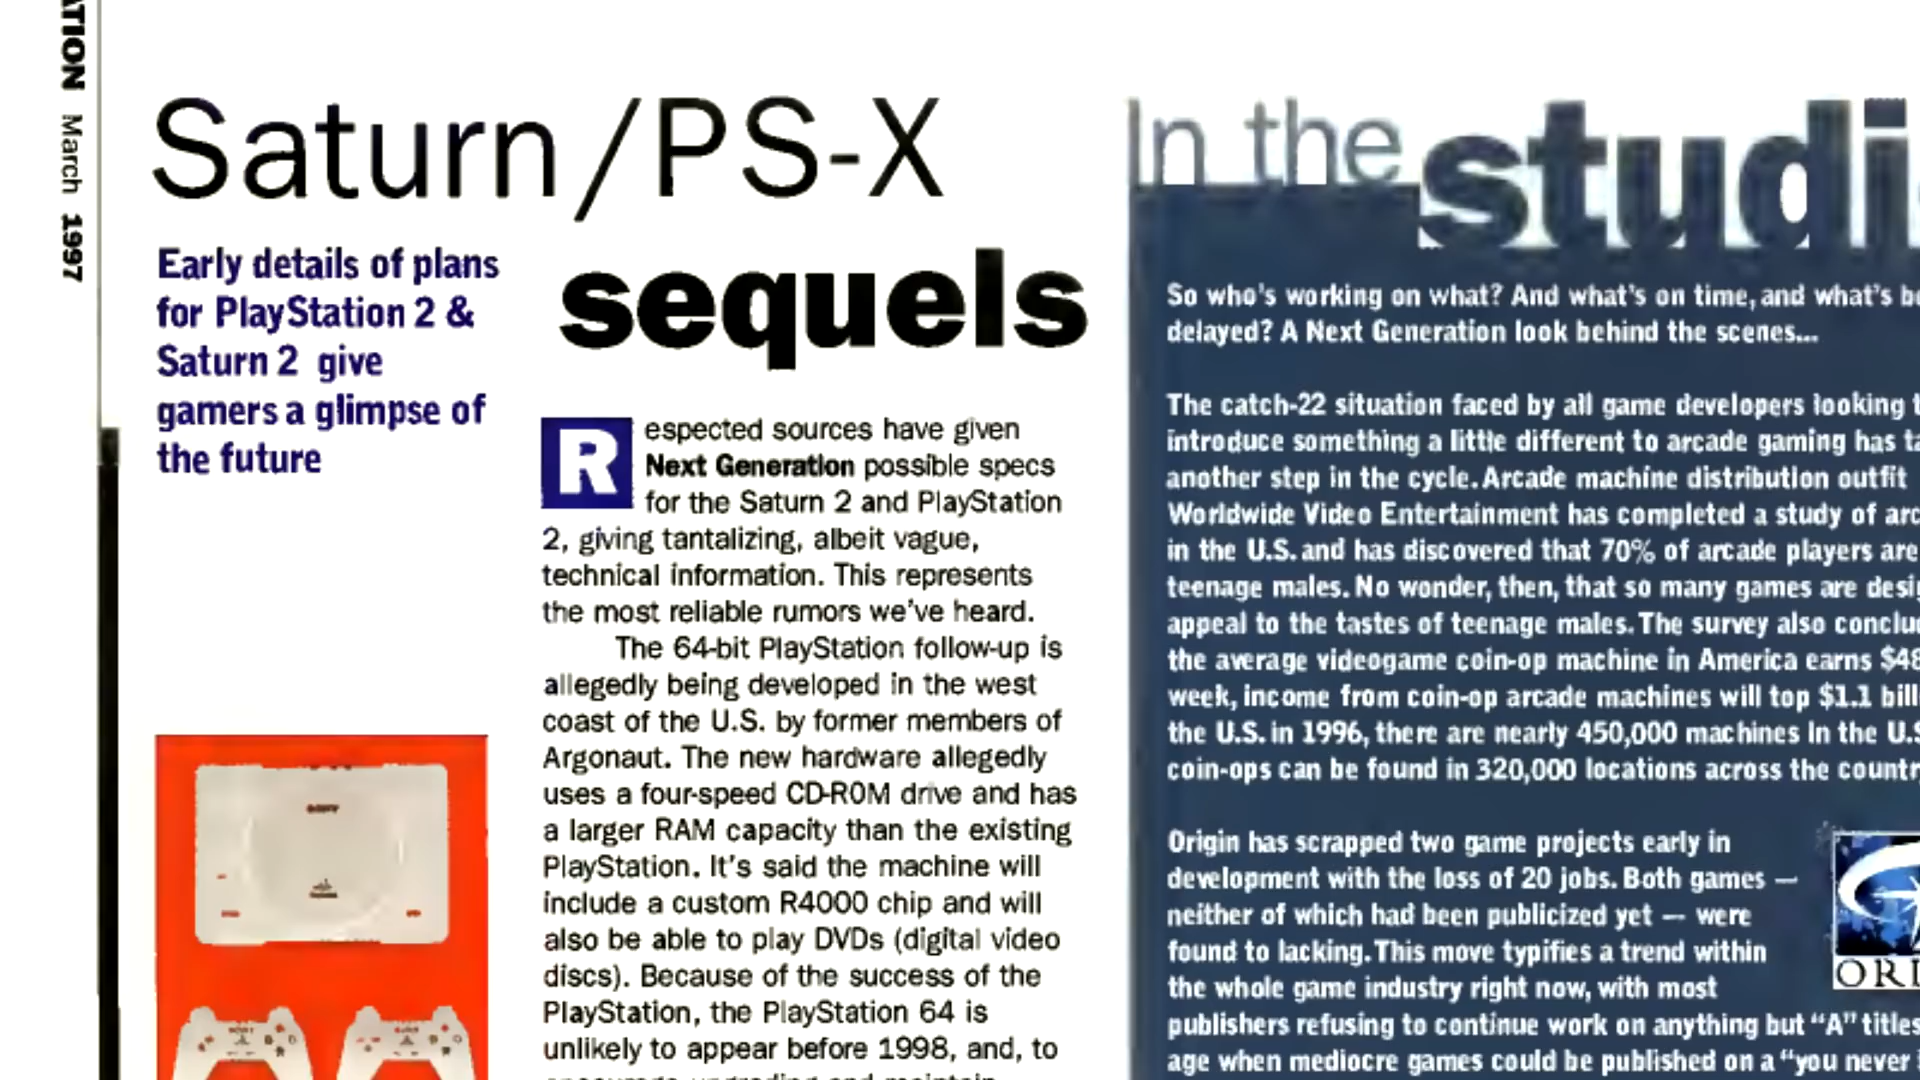 ATION March 1997
Saturn/PS-X
sequels
Early details of plans
for PlayStation 2 &
Saturn 2 give
gamers a glimpse of
the future
Respected sources have given
Next Generation possible specs
for the Saturn 2 and PlayStation
2, giving tantalizing, albeit vague,
technical information. This represents
the most reliable rumors we've heard.
The 64-bit PlayStation follow-up is
allegedly being developed in the west
coast of the U.S. by former members of
Argonaut. The new hardware allegedly
uses a four-speed CD-ROM drive and has
a larger RAM capacity than the existing
PlayStation. It's said the machine will
include a custom R4000 chip and will
also be able to play DVDs (digital video
discs). Because of the success of the
PlayStation, the PlayStation 64 is
unlikely to appear before 1998, and, to
SONY
In the studi
So who's working on what? And what's on time, and what's b
delayed? A Next Generation look behind the scenes...
The catch-22 situation faced by all game developers looking t
introduce something a little different to arcade gaming has ta
another step in the cycle. Arcade machine distribution outfit
Worldwide Video Entertainment has completed a study of arc
in the U.S. and has discovered that 70% of arcade players are
teenage males. No wonder, then, that so many games are desig
appeal to the tastes of teenage males. The survey also conclu
the average videogame coin-op machine in America earns $48
week, income from coin-op arcade machines will top $1.1 bill
the U.S. in 1996, there are nearly 450,000 machines in the U.S
coin-ops can be found in 320,000 locations across the countr
Origin has scrapped two game projects early in
development with the loss of 20 jobs. Both games —
neither of which had been publicized yet — were
found to lacking. This move typifies a trend within
the whole game industry right now, with most
publishers refusing to continue work on anything but "A" titles
age when mediocre games could be published on a "you never
ORI